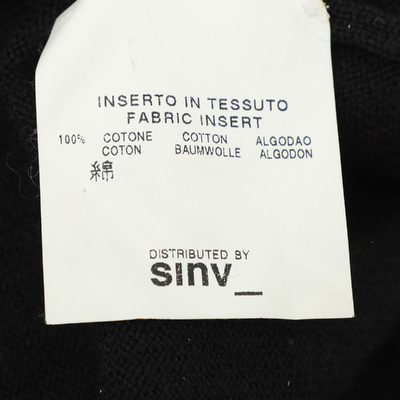 INSERTO IN TESSUTO
FABRIC INSERT
100% COTONE COTTON ALGODAO
COTON BAUMWOLLE ALGODON
綿
DISTRIBUTED BY
sinv_